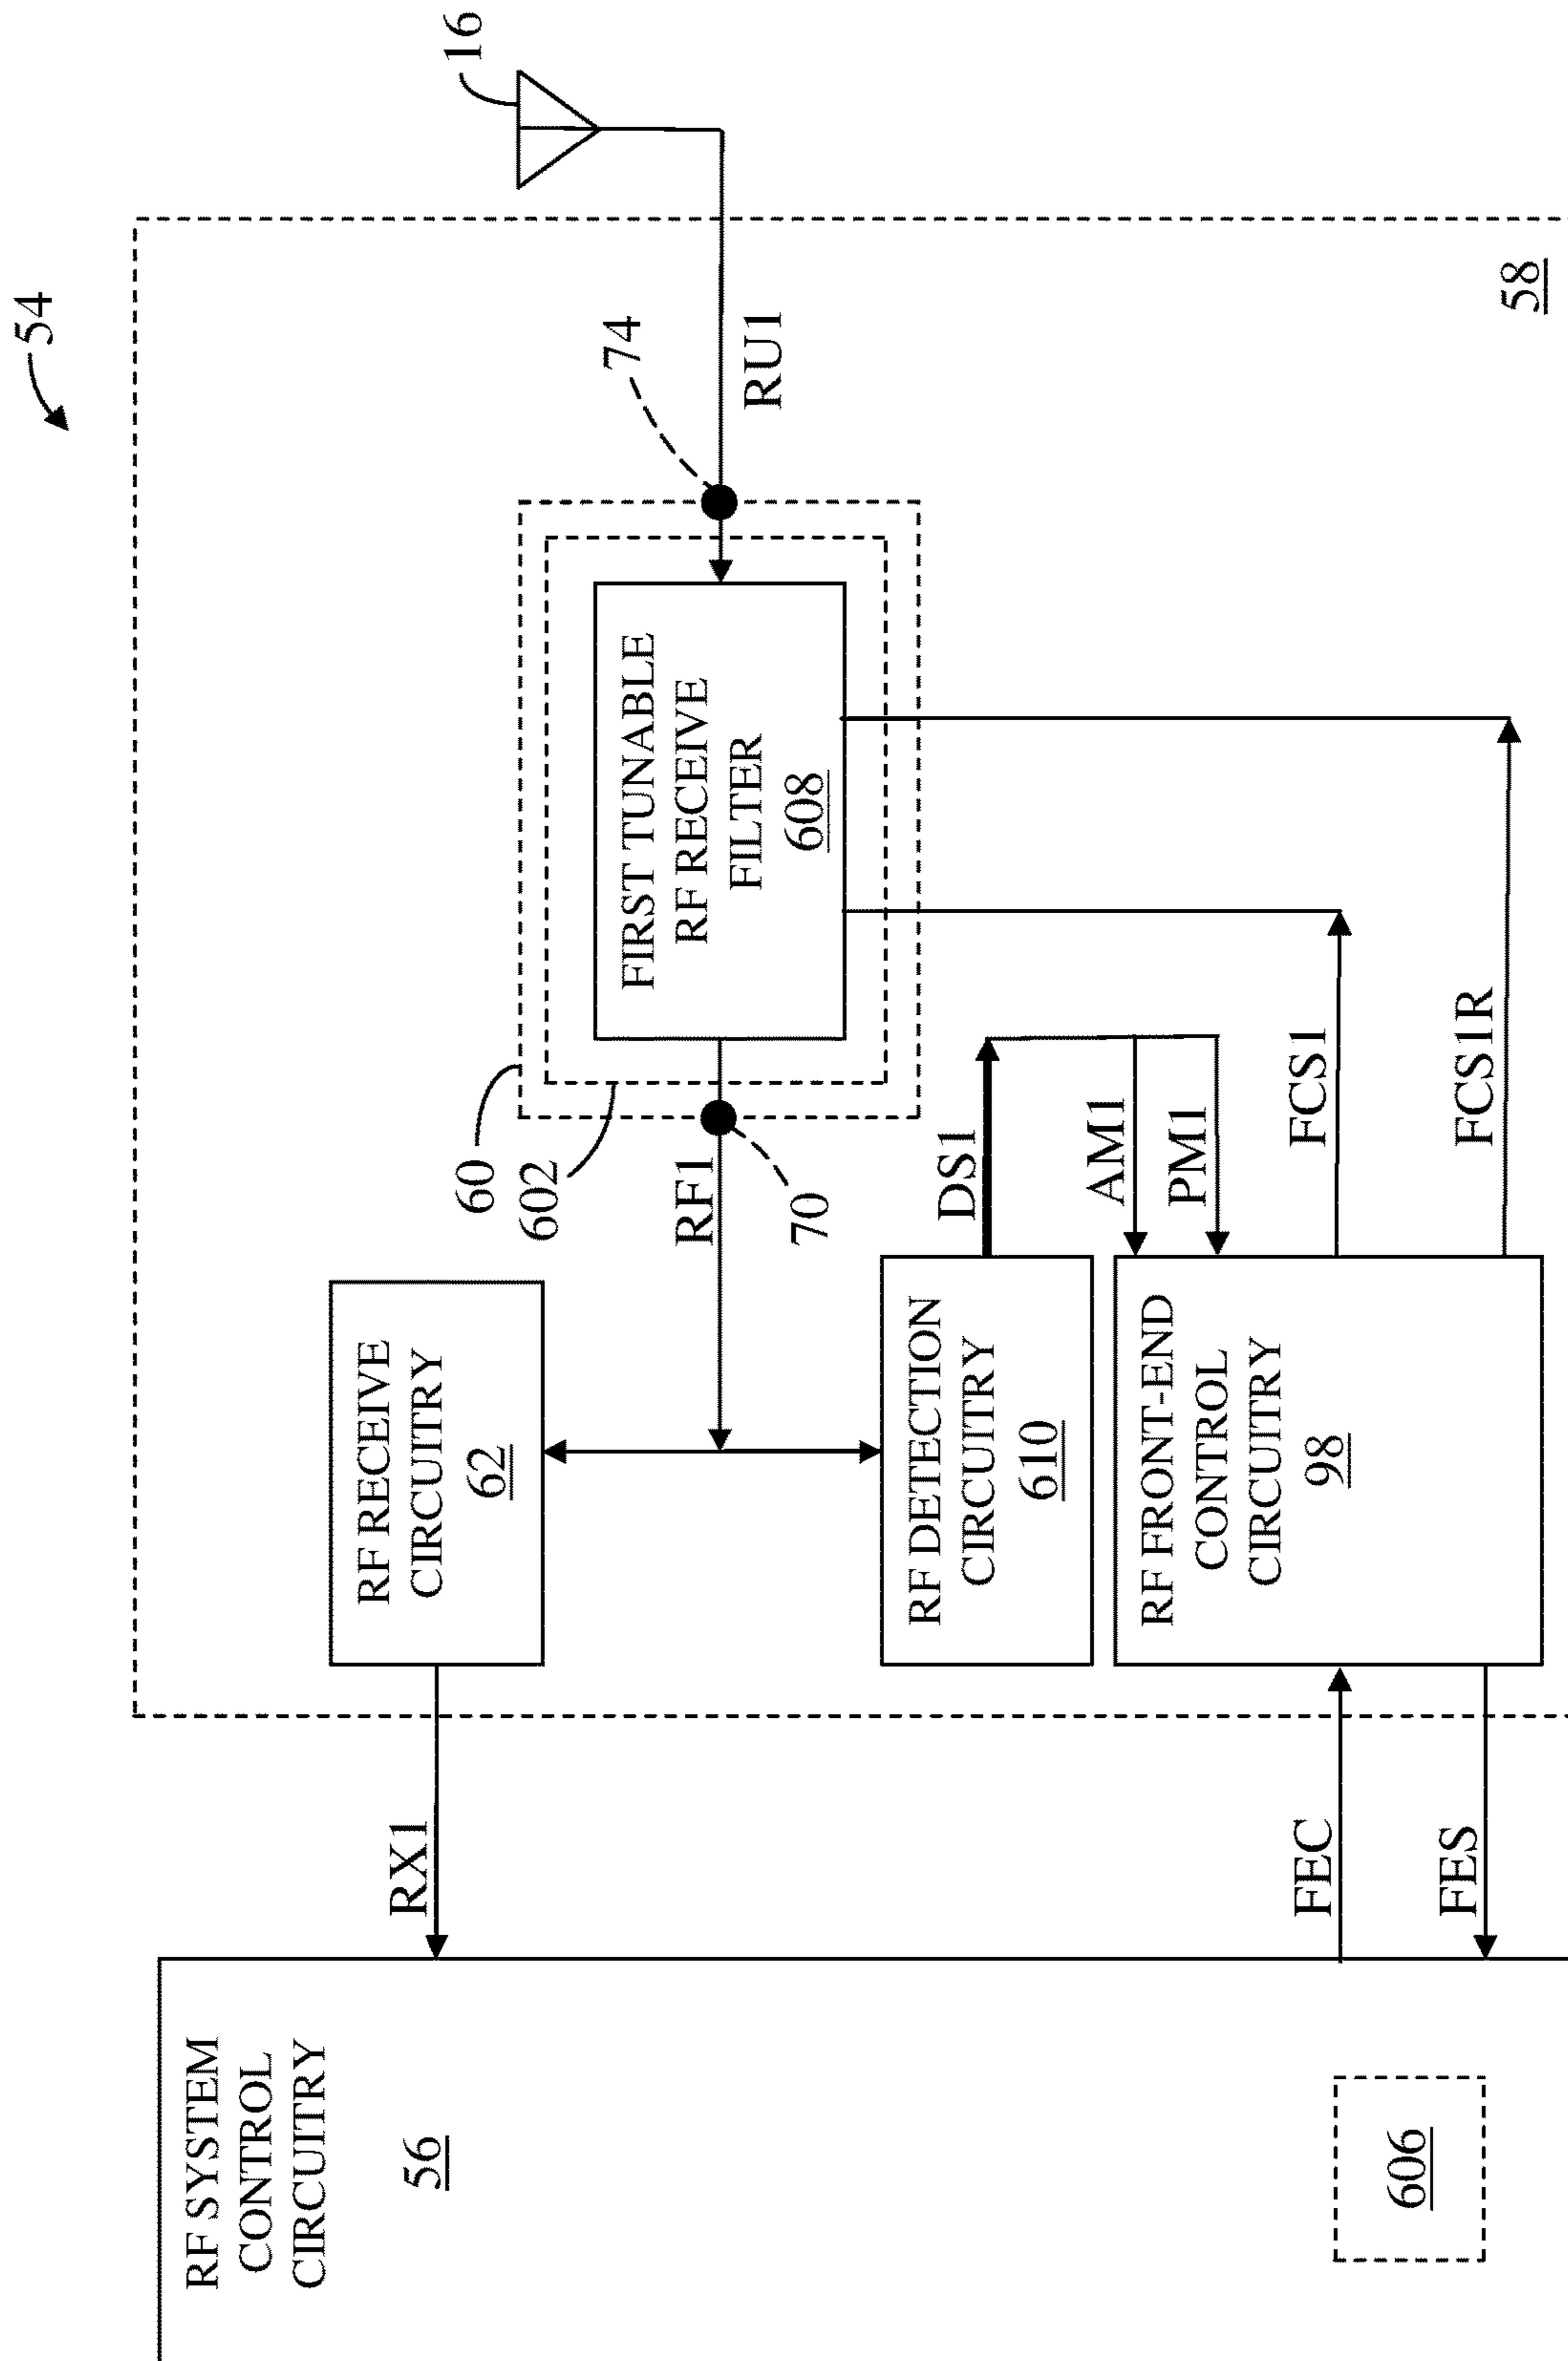 54
RF SYSTEM
CONTROL
CIRCUITRY
56
606
RX1
FEC
FES
RF RECEIVE
CIRCUITRY
62
RF DETECTION
CIRCUITRY
610
RF FRONT-END
CONTROL
CIRCUITRY
98
60
602
RF1
70
DS1
AM1
PM1
FCS1
FCS1R
FIRST TUNABLE
RF RECEIVE
FILTER
608
74
RU1
16
58